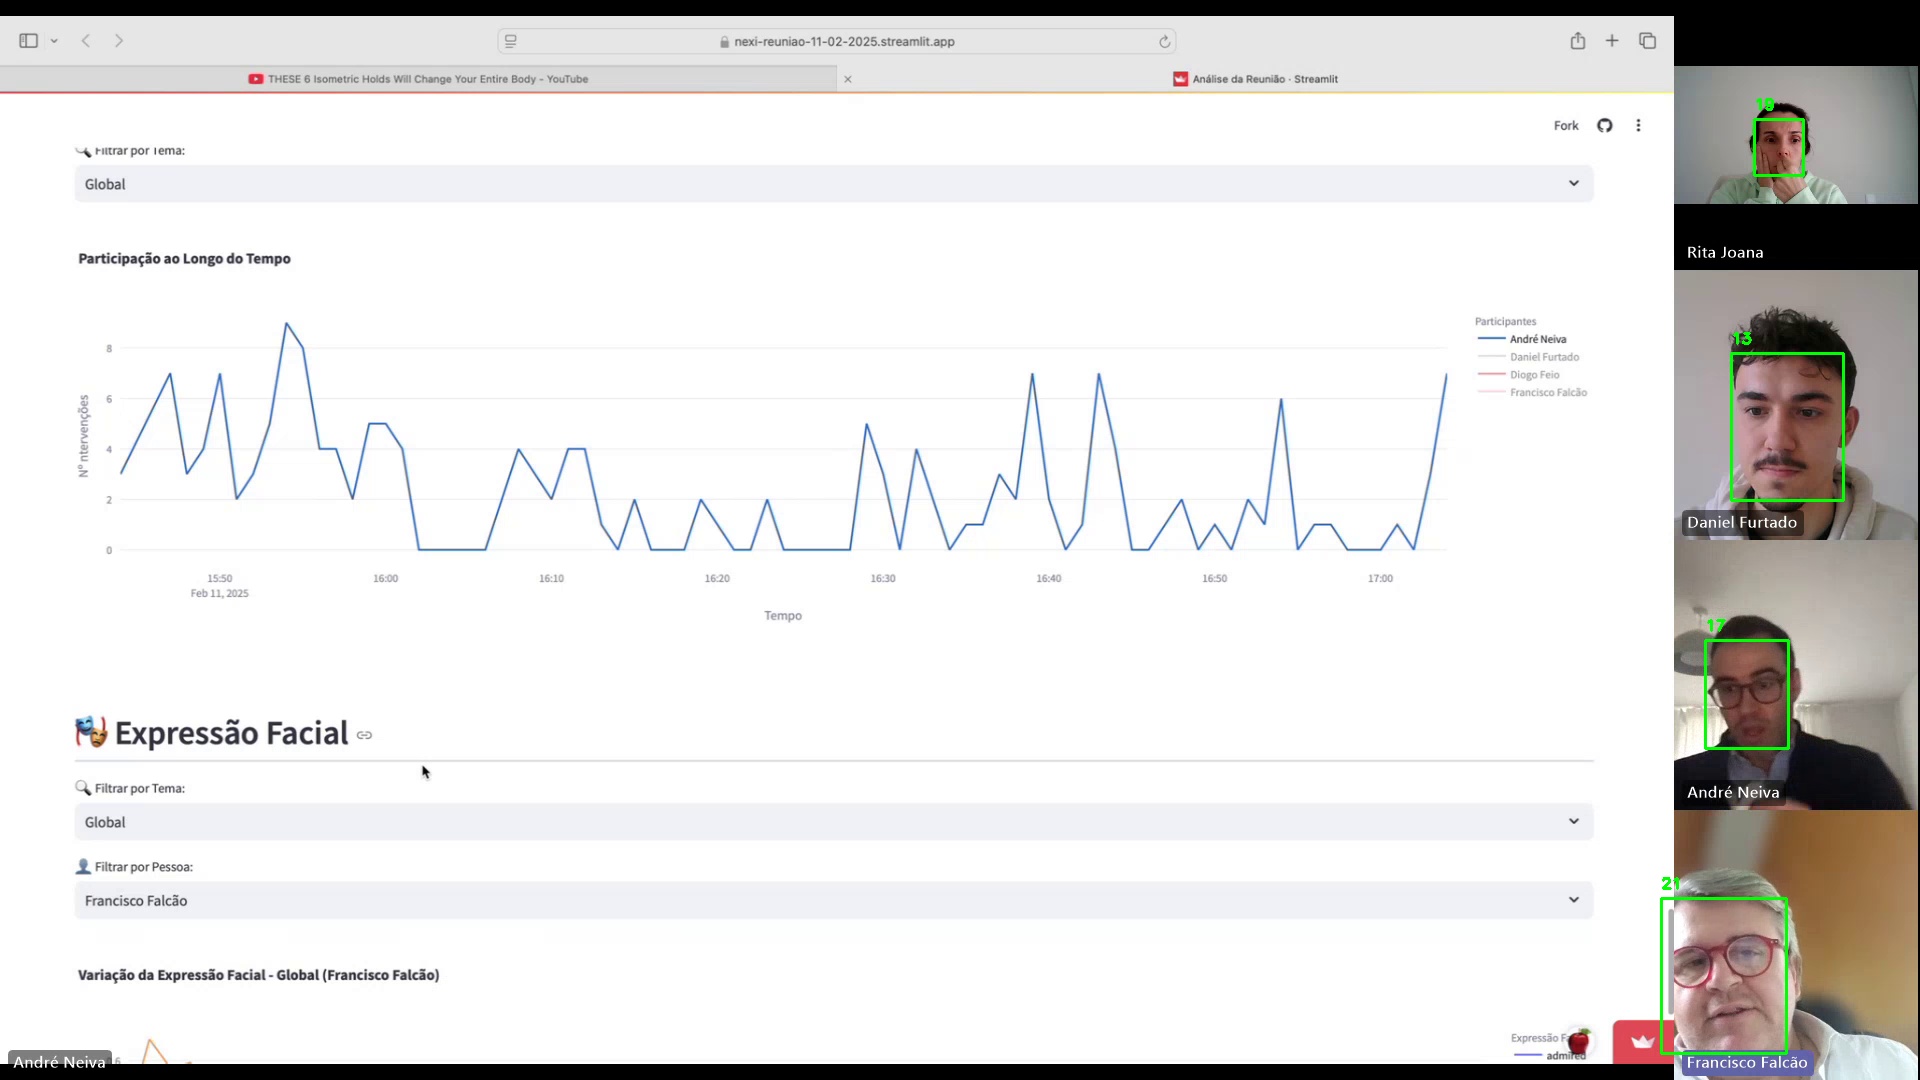 nexi-reuniao-11-02-2025.streamlit.app
THESE 6 Isometric Holds Will Change Your Entire Body - YouTube
Análise da Reunião · Streamlit
Fork
Filtrar por Tema:
Global
Participação ao Longo do Tempo
Participantes
André Neiva
Daniel Furtado
Diogo Feio
Francisco Falcão
Nº ntervenções
8
6
4
2
0
15:50
Feb 11, 2025
16:00
16:10
16:20
16:30
16:40
16:50
17:00
Tempo
Expressão Facial
Filtrar por Tema:
Global
Filtrar por Pessoa:
Francisco Falcão
Variação da Expressão Facial - Global (Francisco Falcão)
Expressão
admired
André Neiva
19
Rita Joana
13
Daniel Furtado
17
André Neiva
21
Francisco Falcão